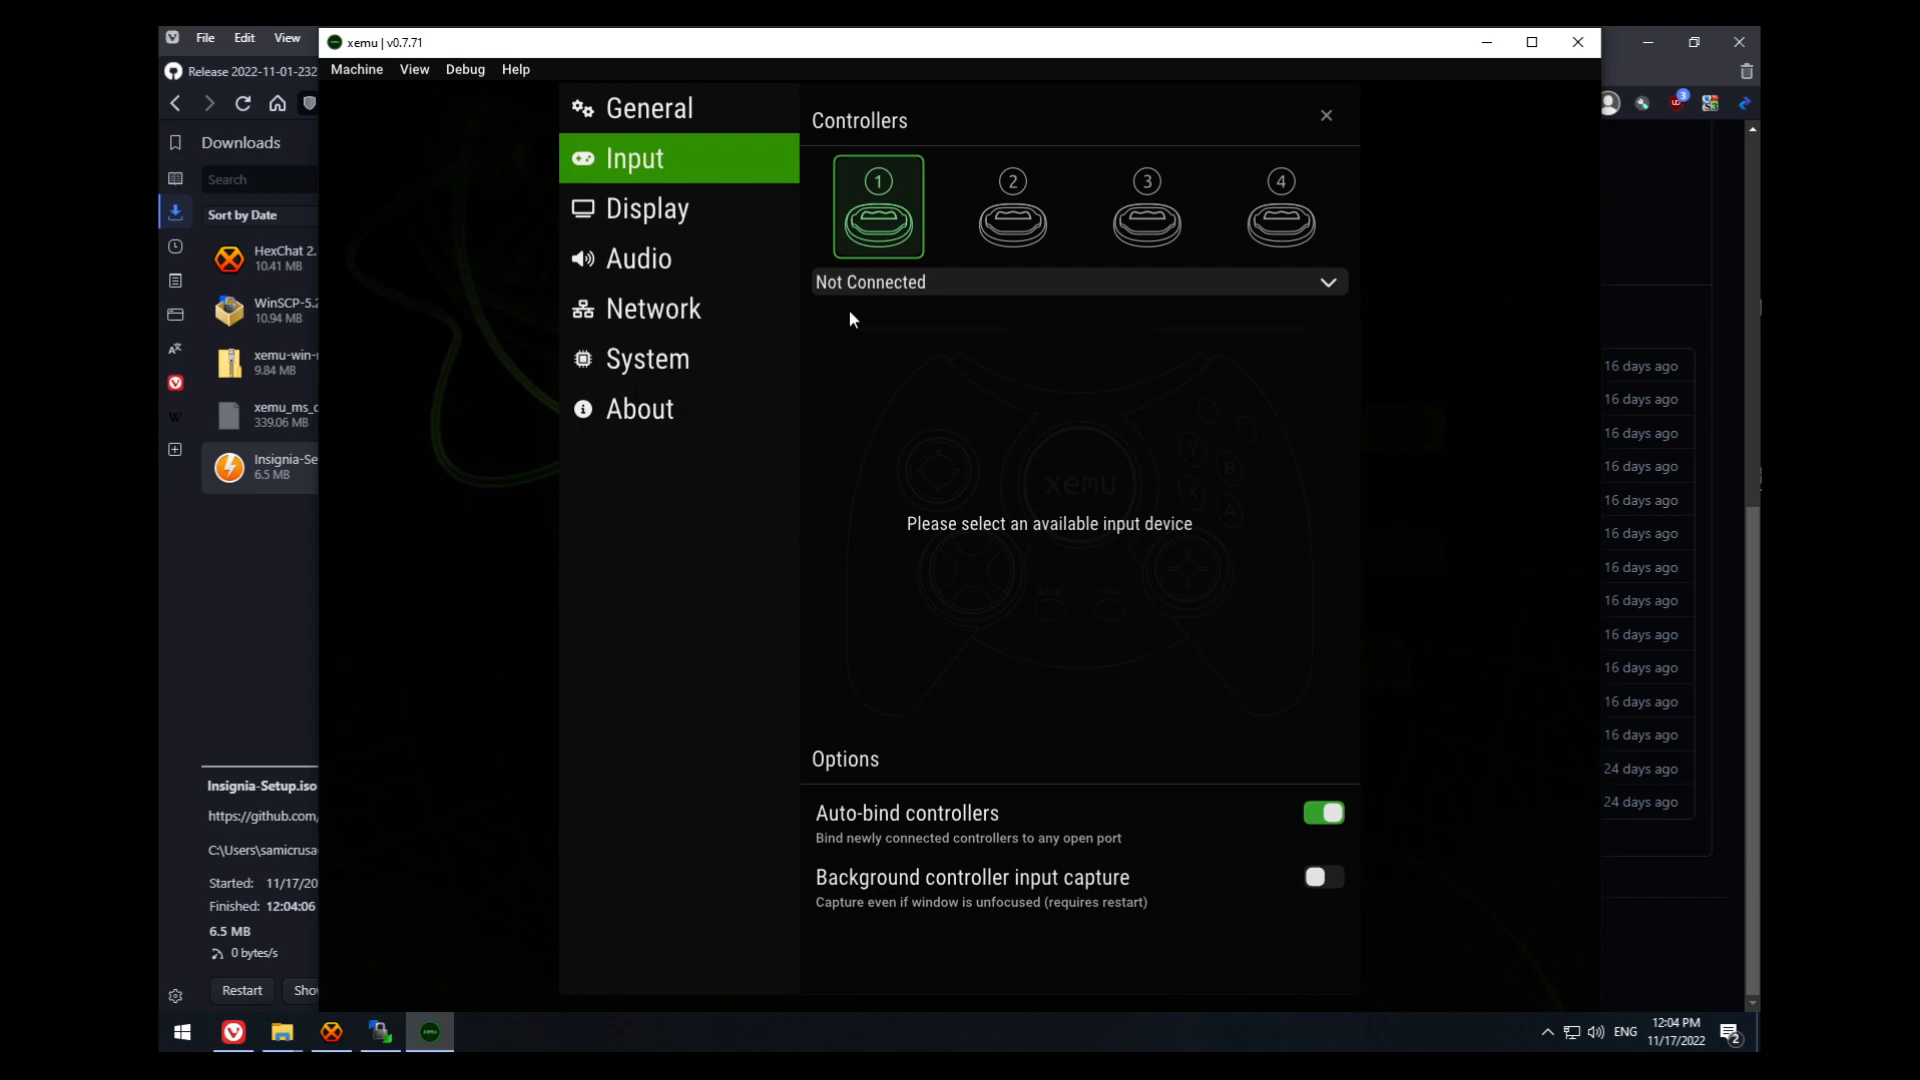 File Edit View
xemu | v0.7.71
Release 2022-11-01-232
Machine View Debug Help
Downloads
Search
Sort by Date
HexChat 2.
10.41 MB
WinSCP-5.2
10.94 MB
xemu-win-
9.84 MB
xemu_ms_
339.06 MB
Insignia-Se
6.5 MB
Insignia-Setup.iso
https://github.com/
C:\Users\samicrusa
Started: 11/17/20
Finished: 12:04:06
6.5 MB
0 bytes/s
Restart
Sho
General
Input
Display
Audio
Network
System
About
Controllers
1
2
3
4
Not Connected
xemu
Y
B
X
A
Please select an available input device
BACK START
Options
Auto-bind controllers
Bind newly connected controllers to any open port
Background controller input capture
Capture even if window is unfocused (requires restart)
3
16 days ago
16 days ago
16 days ago
16 days ago
16 days ago
16 days ago
16 days ago
16 days ago
16 days ago
16 days ago
16 days ago
16 days ago
24 days ago
24 days ago
ENG
12:04 PM
11/17/2022
2